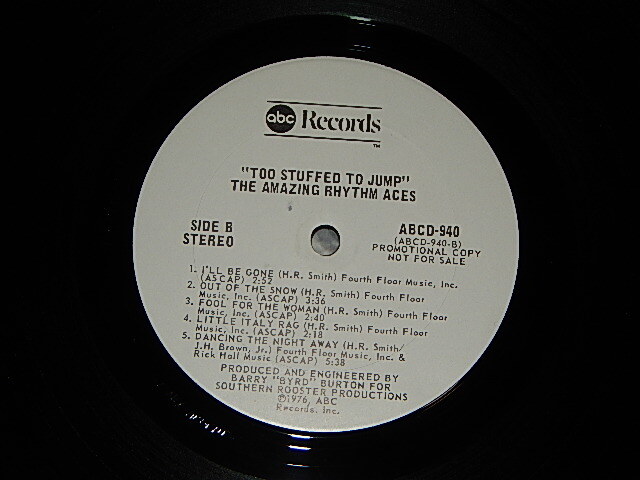 abc Records
TM
"TOO STUFFED TO JUMP"
THE AMAZING RHYTHM ACES
SIDE B
STEREO
ABCD-940
(ABCD-940-B)
PROMOTIONAL COPY
NOT FOR SALE
1. I'LL BE GONE (H.R. Smith) Fourth Floor Music, Inc.
(ASCAP) 2:52
2. OUT OF THE SNOW (H.R. Smith) Fourth Floor
Music, Inc. (ASCAP) 3:36
3. FOOL FOR THE WOMAN (H.R. Smith) Fourth Floor
Music, Inc. (ASCAP) 2:40
4. LITTLE ITALY RAG (H.R. Smith) Fourth Floor
Music, Inc. (ASCAP) 2:18
5. DANCING THE NIGHT AWAY (H.R. Smith/
J.H. Brown, Jr.) Fourth Floor Music, Inc. &
Rick Hall Music (ASCAP) 5:38
PRODUCED AND ENGINEERED BY
BARRY "BYRD" BURTON FOR
SOUTHERN ROOSTER PRODUCTIONS
℗1976, ABC
Records, Inc.